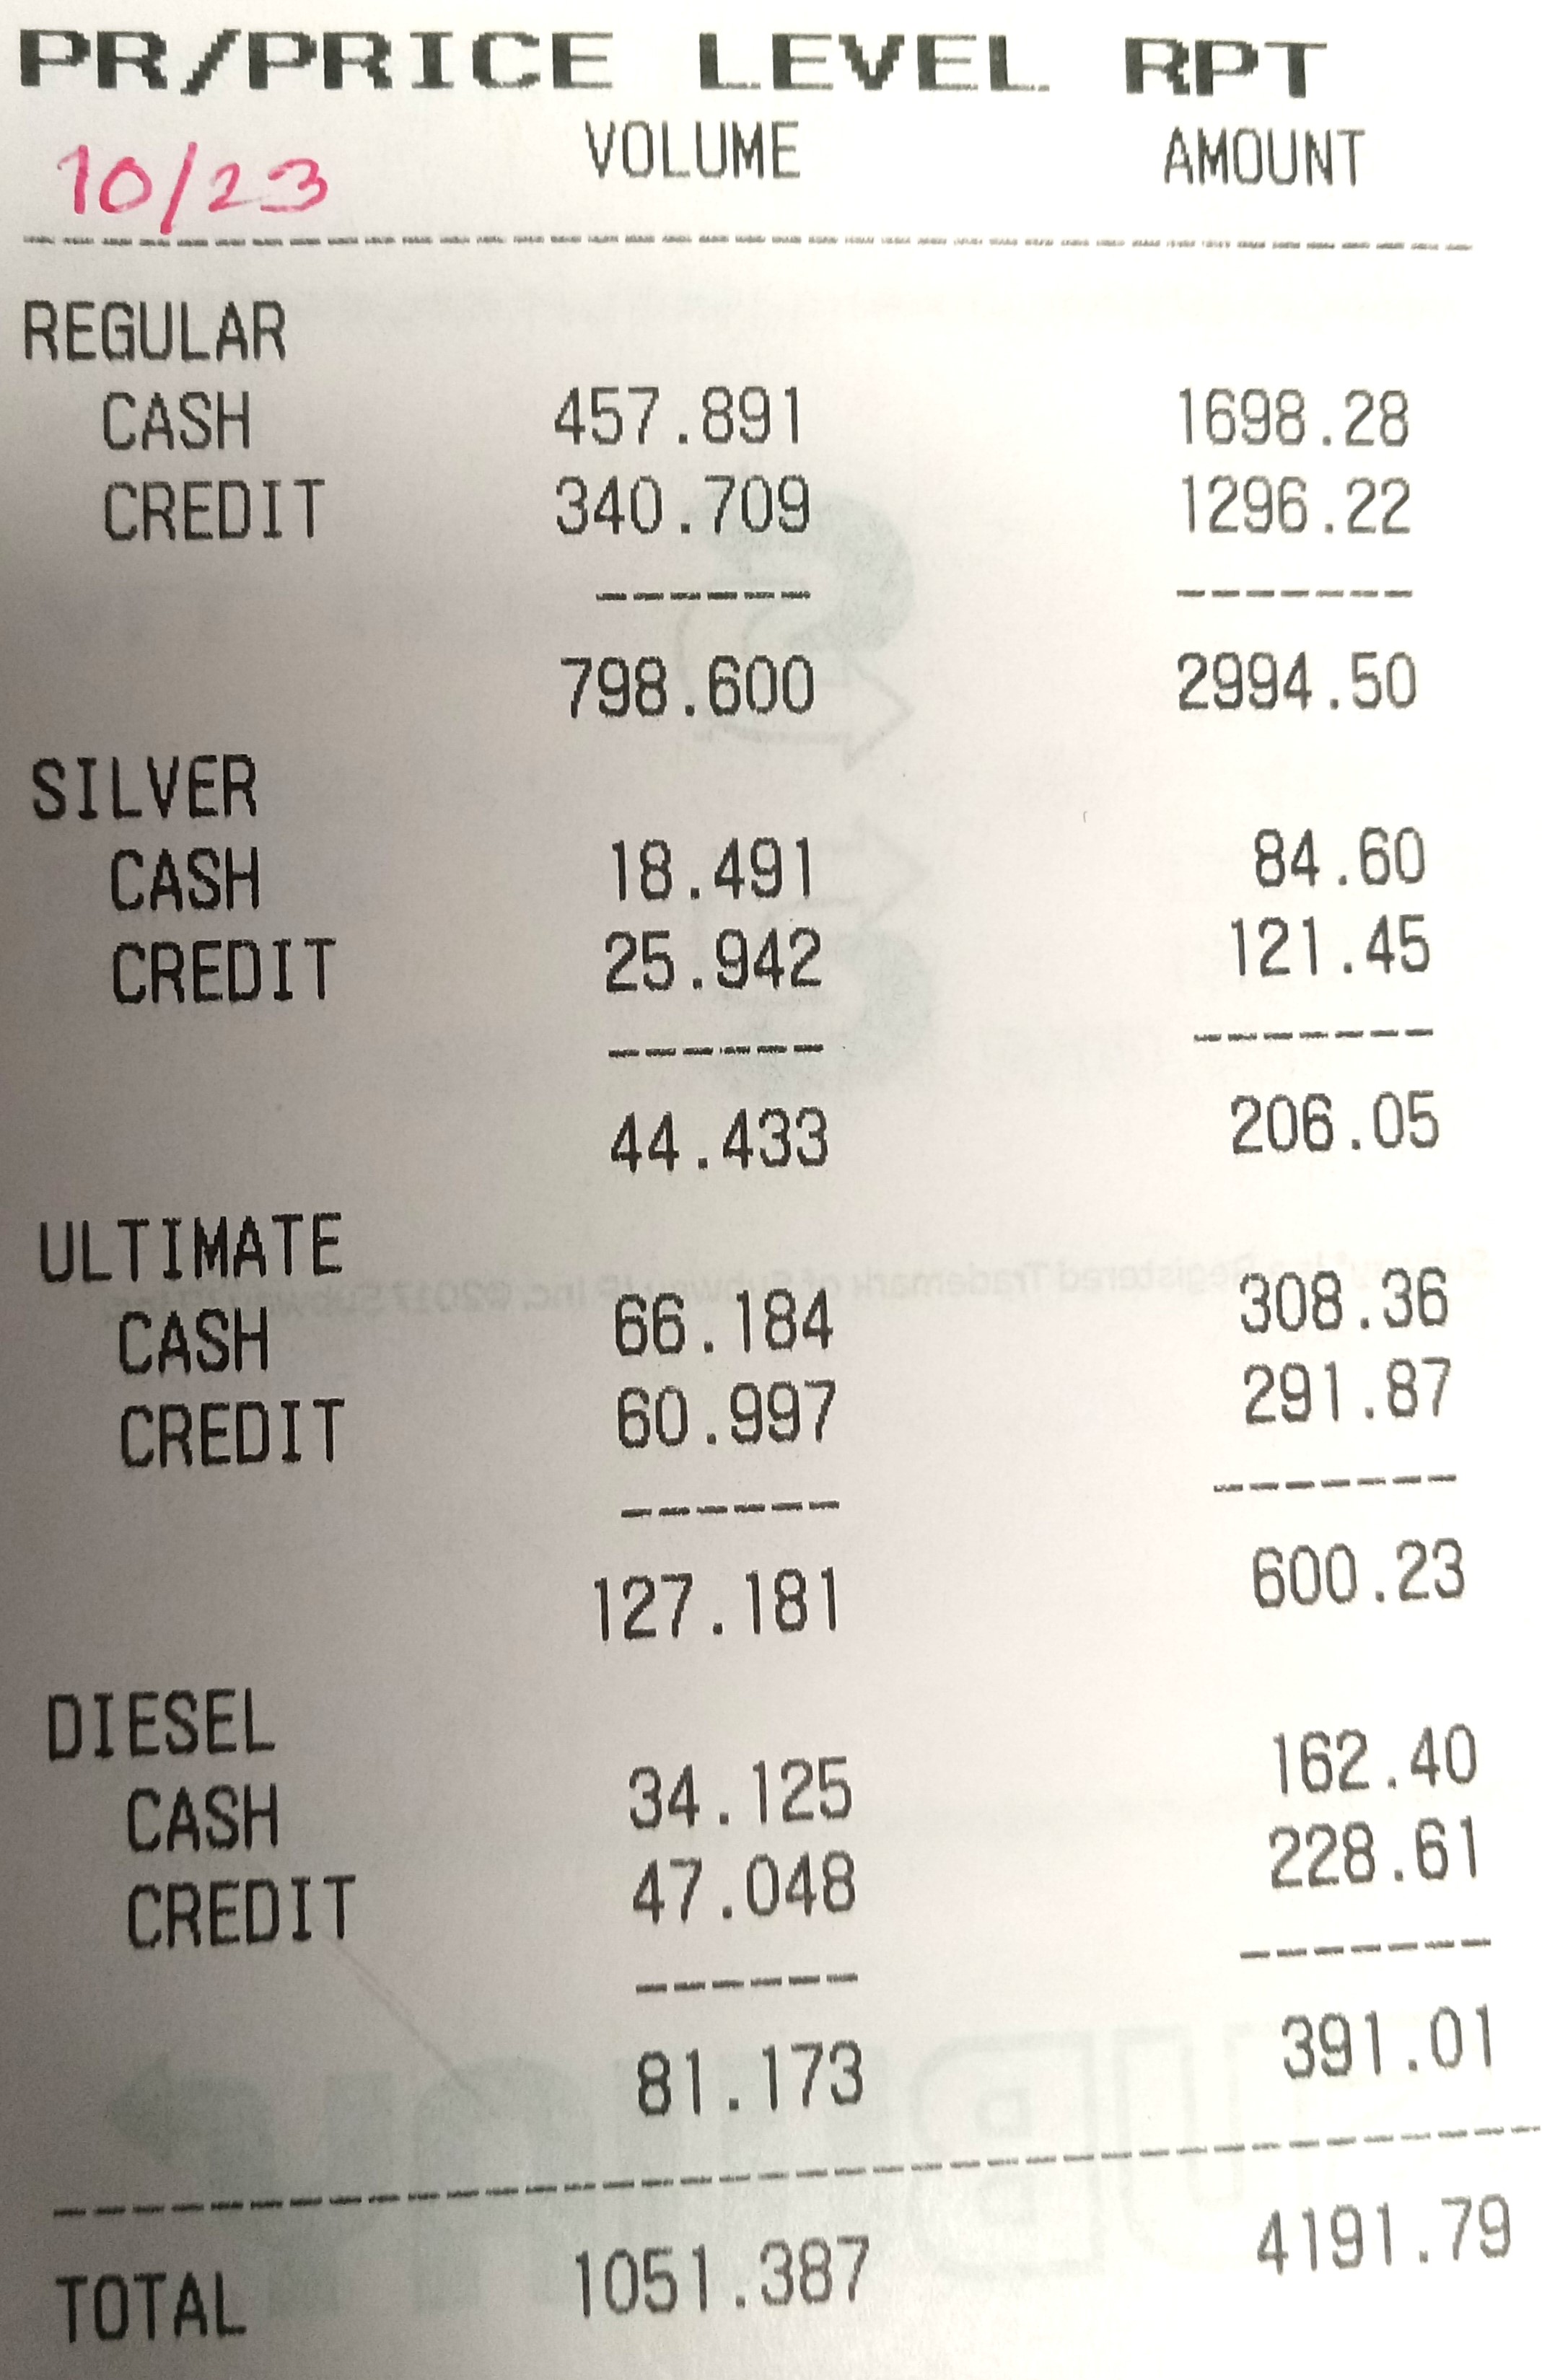 PR/PRICE LEVEL RPT
VOLUME AMOUNT
10/23
REGULAR
CASH 457.891 1698.28
CREDIT 340.709 1296.22
798.600 2994.50
SILVER
CASH 18.491 84.60
CREDIT 25.942 121.45
44.433 206.05
ULTIMATE
CASH 66.184 308.36
CREDIT 60.997 291.87
127.181 600.23
DIESEL
CASH 34.125 162.40
CREDIT 47.048 228.61
81.173 391.01
TOTAL 1051.387 4191.79